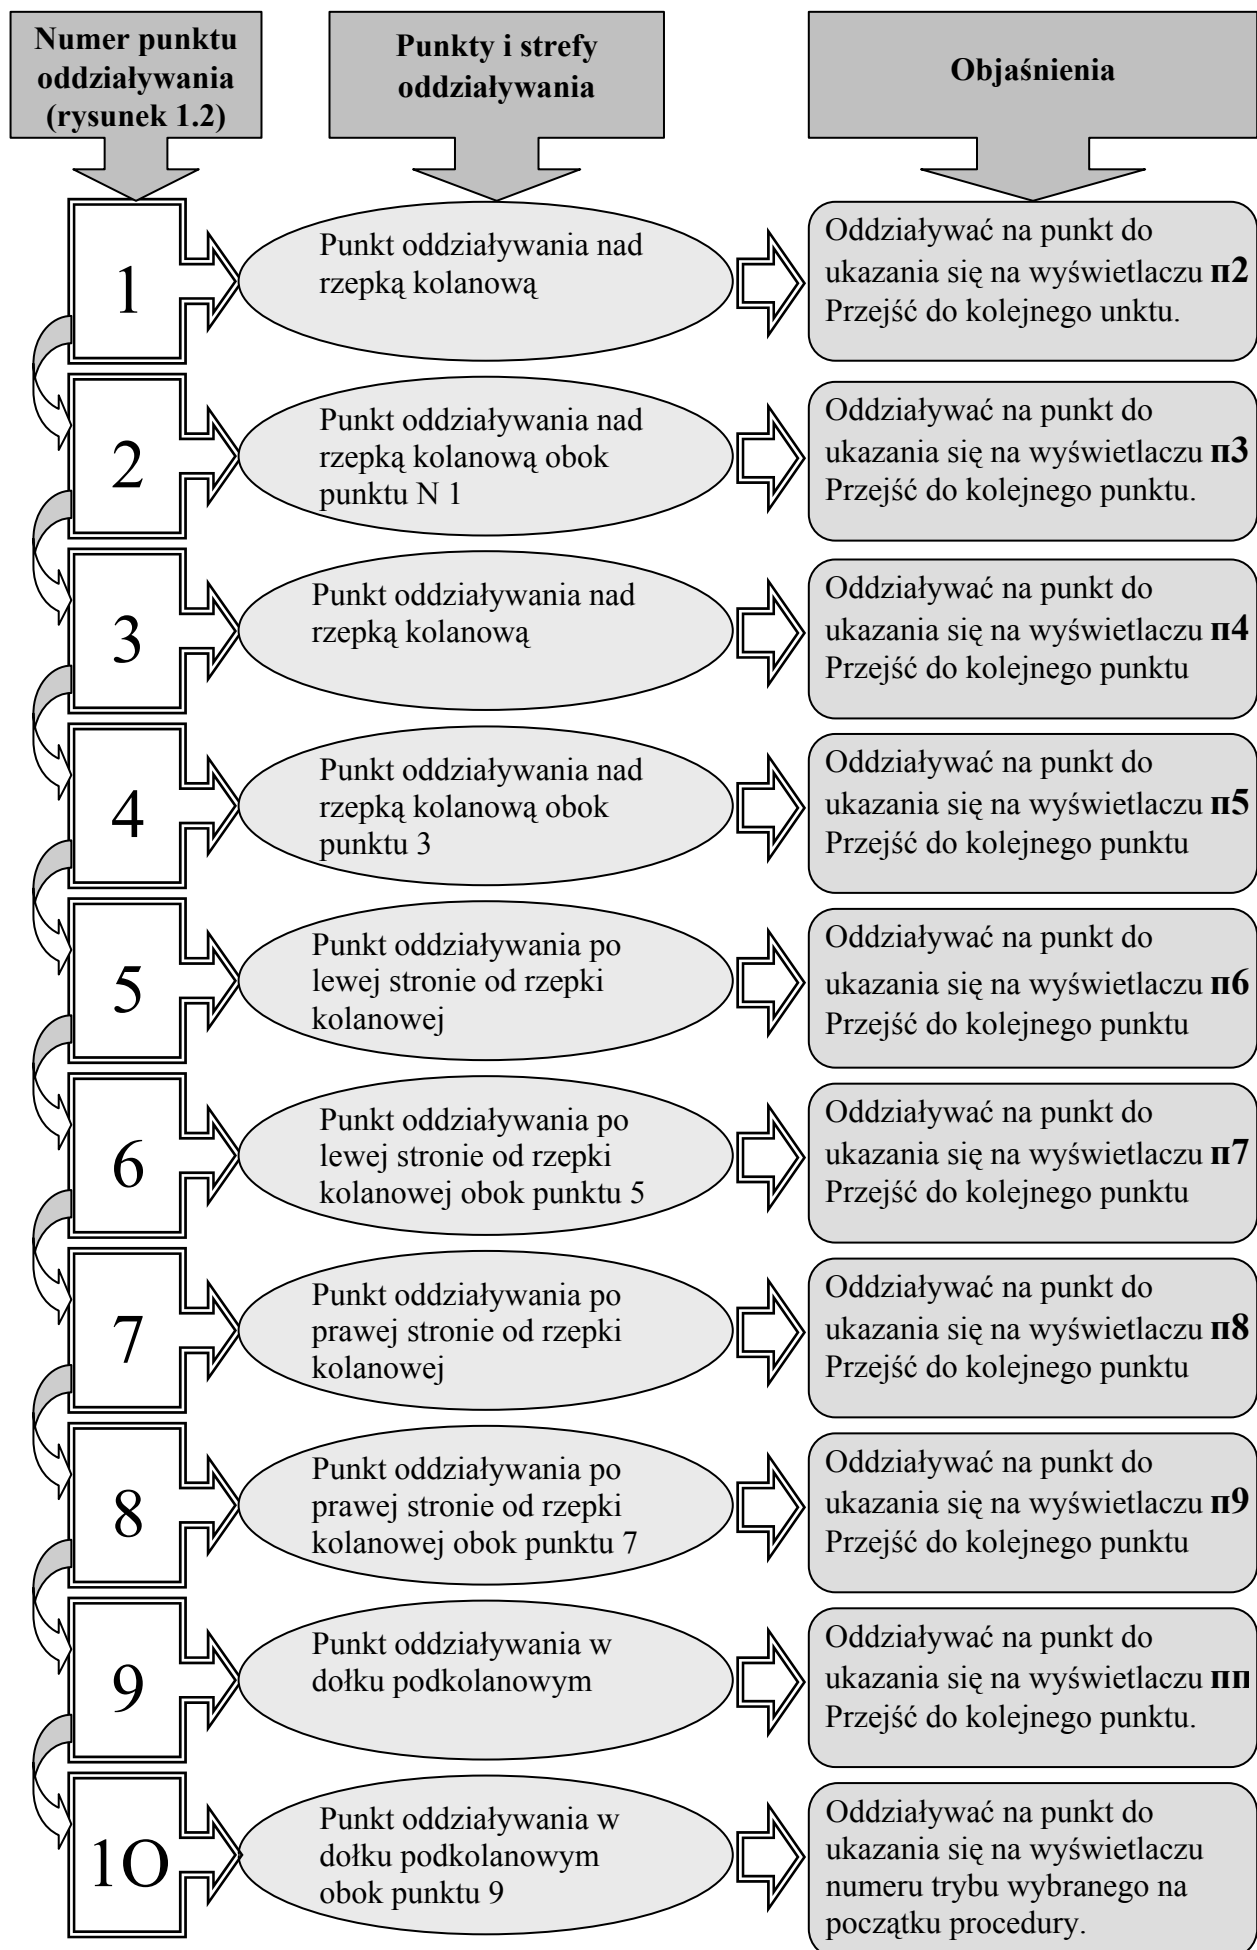 Numer punktu
oddziaływania
(rysunek 1.2)
Punkty i strefy
oddziaływania
Objaśnienia
1
Punkt oddziaływania nad
rzepką kolanową
Oddziaływać na punkt do
ukazania się na wyświetlaczu п2
Przejść do kolejnego unktu.
2
Punkt oddziaływania nad
rzepką kolanową obok
punktu N 1
Oddziaływać na punkt do
ukazania się na wyświetlaczu п3
Przejść do kolejnego punktu.
3
Punkt oddziaływania nad
rzepką kolanową
Oddziaływać na punkt do
ukazania się na wyświetlaczu п4
Przejść do kolejnego punktu
4
Punkt oddziaływania nad
rzepką kolanową obok
punktu 3
Oddziaływać na punkt do
ukazania się na wyświetlaczu п5
Przejść do kolejnego punktu
5
Punkt oddziaływania po
lewej stronie od rzepki
kolanowej
Oddziaływać na punkt do
ukazania się na wyświetlaczu п6
Przejść do kolejnego punktu
6
Punkt oddziaływania po
lewej stronie od rzepki
kolanowej obok punktu 5
Oddziaływać na punkt do
ukazania się na wyświetlaczu п7
Przejść do kolejnego punktu
7
Punkt oddziaływania po
prawej stronie od rzepki
kolanowej
Oddziaływać na punkt do
ukazania się na wyświetlaczu п8
Przejść do kolejnego punktu
8
Punkt oddziaływania po
prawej stronie od rzepki
kolanowej obok punktu 7
Oddziaływać na punkt do
ukazania się na wyświetlaczu п9
Przejść do kolejnego punktu
9
Punkt oddziaływania w
dołku podkolanowym
Oddziaływać na punkt do
ukazania się na wyświetlaczu пп
Przejść do kolejnego punktu.
1O
Punkt oddziaływania w
dołku podkolanowym
obok punktu 9
Oddziaływać na punkt do
ukazania się na wyświetlaczu
numeru trybu wybranego na
początku procedury.